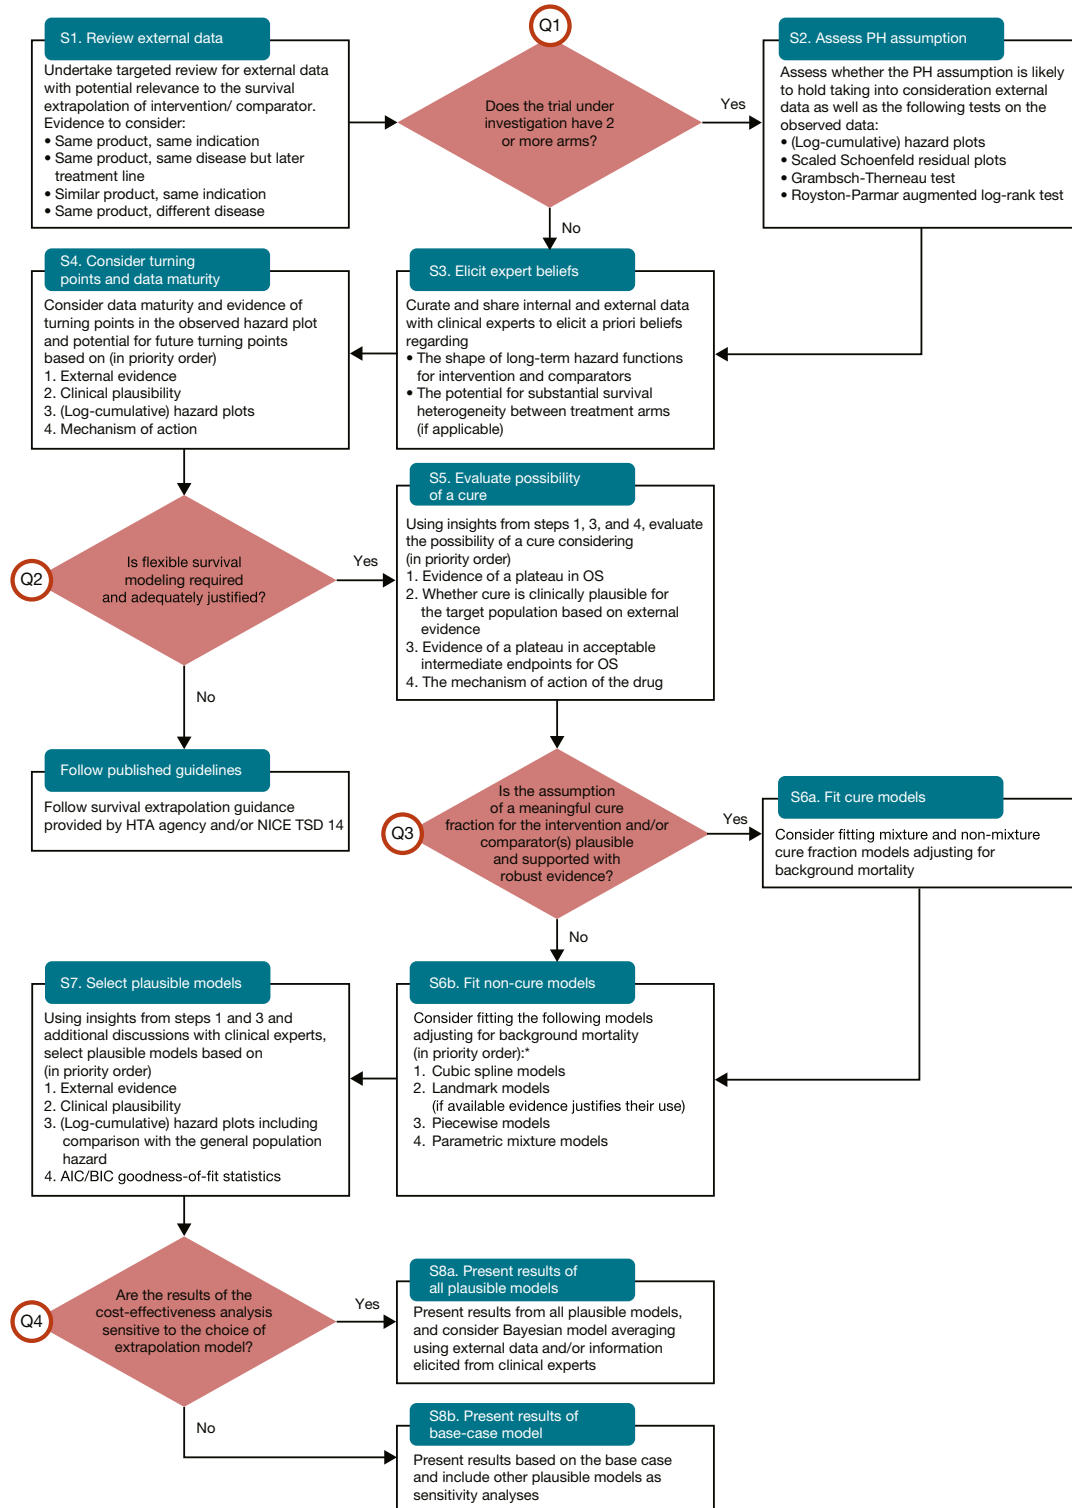 S1. Review external data
Undertake targeted review for external data
with potential relevance to the survival
extrapolation of intervention/ comparator.
Evidence to consider:
• Same product, same indication
• Same product, same disease but later
treatment line
• Similar product, same indication
• Same product, different disease
Q1
Does the trial under
investigation have 2
or more arms?
Yes
No
S2. Assess PH assumption
Assess whether the PH assumption is likely
to hold taking into consideration external
data as well as the following tests on the
observed data:
• (Log-cumulative) hazard plots
• Scaled Schoenfeld residual plots
• Grambsch-Therneau test
• Royston-Parmar augmented log-rank test
S3. Elicit expert beliefs
Curate and share internal and external data
with clinical experts to elicit a priori beliefs
regarding
• The shape of long-term hazard functions
for intervention and comparators
• The potential for substantial survival
heterogeneity between treatment arms
(if applicable)
S4. Consider turning
points and data maturity
Consider data maturity and evidence of
turning points in the observed hazard plot
and potential for future turning points
based on (in priority order)
1. External evidence
2. Clinical plausibility
3. (Log-cumulative) hazard plots
4. Mechanism of action
Q2
Is flexible survival
modeling required
and adequately justified?
Yes
No
Follow published guidelines
Follow survival extrapolation guidance
provided by HTA agency and/or NICE TSD 14
S5. Evaluate possibility
of a cure
Using insights from steps 1, 3, and 4, evaluate
the possibility of a cure considering
(in priority order)
1. Evidence of a plateau in OS
2. Whether cure is clinically plausible for
the target population based on external
evidence
3. Evidence of a plateau in acceptable
intermediate endpoints for OS
4. The mechanism of action of the drug
Q3
Is the assumption
of a meaningful cure
fraction for the intervention and/or
comparator(s) plausible
and supported with
robust evidence?
Yes
No
S6a. Fit cure models
Consider fitting mixture and non-mixture
cure fraction models adjusting for
background mortality
S6b. Fit non-cure models
Consider fitting the following models
adjusting for background mortality
(in priority order):*
1. Cubic spline models
2. Landmark models
(if available evidence justifies their use)
3. Piecewise models
4. Parametric mixture models
S7. Select plausible models
Using insights from steps 1 and 3 and
additional discussions with clinical experts,
select plausible models based on
(in priority order)
1. External evidence
2. Clinical plausibility
3. (Log-cumulative) hazard plots including
comparison with the general population
hazard
4. AIC/BIC goodness-of-fit statistics
Q4
Are the results of the
cost-effectiveness analysis
sensitive to the choice of
extrapolation model?
Yes
No
S8a. Present results of
all plausible models
Present results from all plausible models,
and consider Bayesian model averaging
using external data and/or information
elicited from clinical experts
S8b. Present results of
base-case model
Present results based on the base case
and include other plausible models as
sensitivity analyses